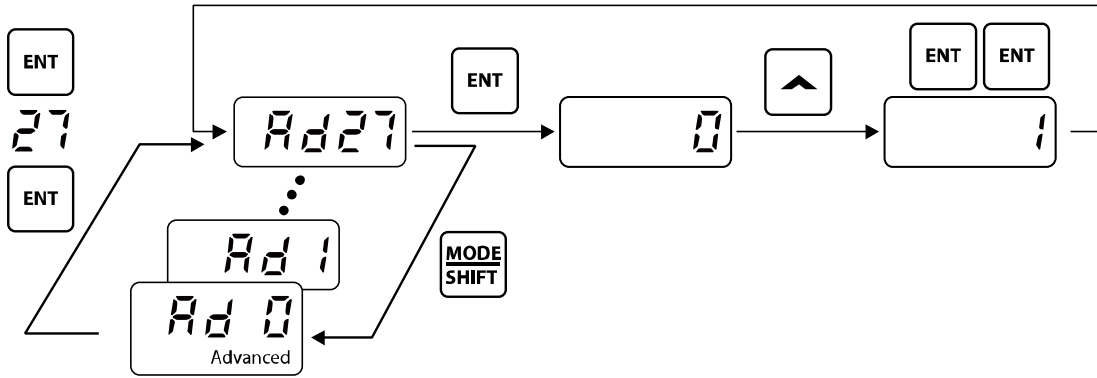 ENT
27
ENT
Ad27
ENT
0
ENT ENT
1
Ad 1
Ad 0
Advanced
MODE
SHIFT